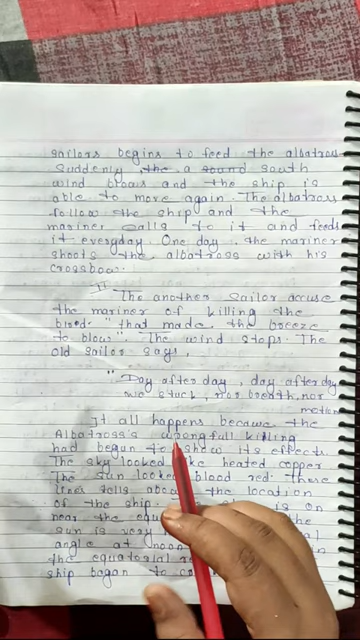 sailors begins to feed the albatross
Suddenly the a sound south
wind blows and the ship is
able to move again. The albatross
follow the ship and the
mariner calls to it and feeds
it everyday. One day, the mariner
shoots the albatross with his
crossbow.
II
The another sailor accuse
the mariner of killing the
bird "that made the breeze
to blow". The wind stops. The
old sailor says,
"Day after day, day after day
we stuck, nor breath, nor
motion
It all happens because the
Albatross's wrongfull killing
had begun to show its effects.
The sky looked like heated copper
The sun looked blood red. These
lines tells about the location
of the ship. is on
near the the
sun is very
angle at noon in
the equatorial
ship began to